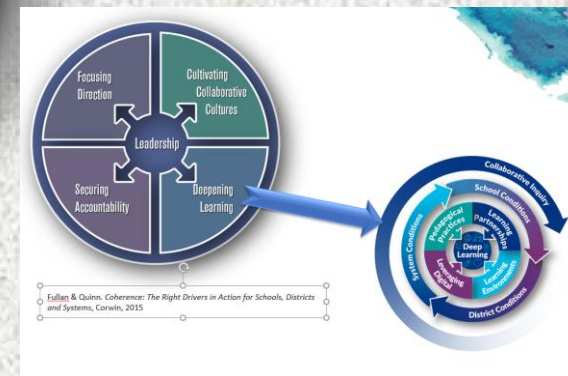 Focusing
Direction
Cultivating
Collaborative
Cultures
Leadership
Securing
Accountability
Deepening
Learning
Collaborative Inquiry
School Conditions
System Conditions
District Conditions
Pedagogical
Practices
Learning
Partnerships
Deep
Learning
Leveraging
Digital
Learning
Environments
Fullan & Quinn. Coherence: The Right Drivers in Action for Schools, Districts
and Systems, Corwin, 2015